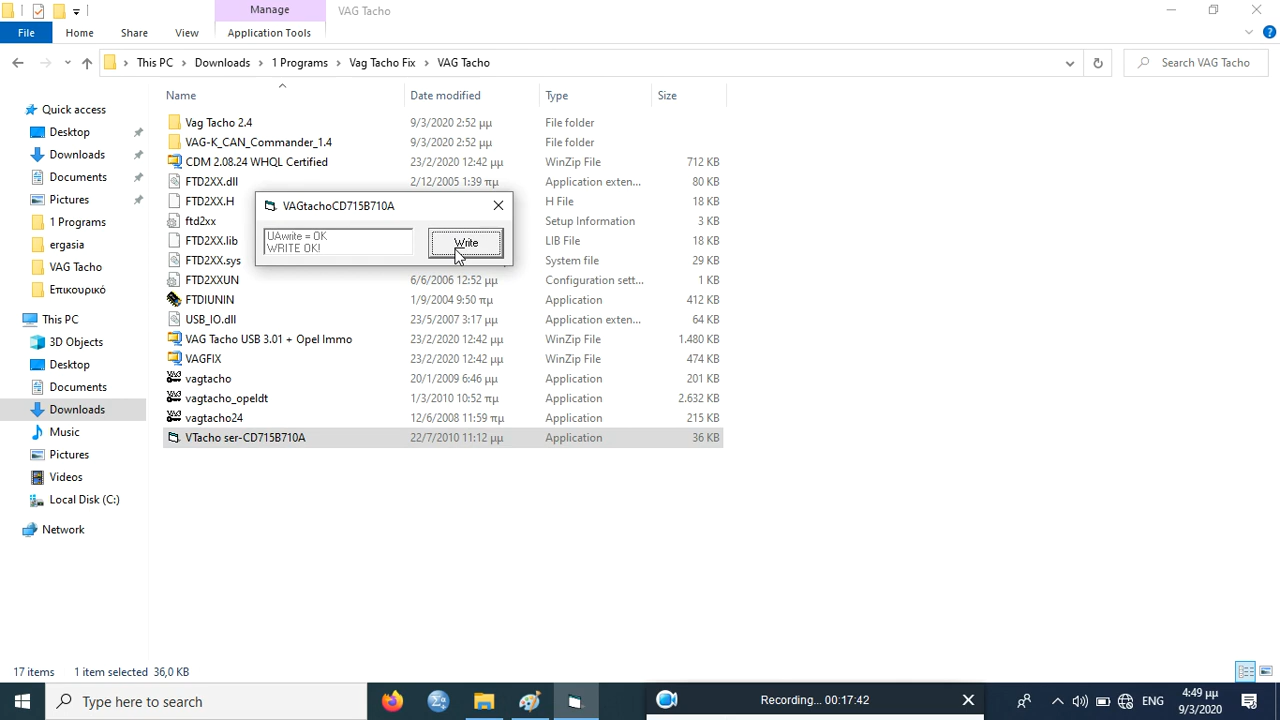 Manage
VAG Tacho
File
Home
Share
View
Application Tools
This PC
Downloads
1 Programs
Vag Tacho Fix
VAG Tacho
Search VAG Tacho
Name
Date modified
Type
Size
Quick access
Desktop
Downloads
Documents
Pictures
1 Programs
ergasia
VAG Tacho
Επικουρικό
This PC
3D Objects
Desktop
Documents
Downloads
Music
Pictures
Videos
Local Disk (C:)
Network
Vag Tacho 2.4 9/3/2020 2:52 μμ File folder
VAG-K_CAN_Commander_1.4 9/3/2020 2:52 μμ File folder
CDM 2.08.24 WHQL Certified 23/2/2020 12:42 μμ WinZip File 712 KB
FTD2XX.dll 2/12/2005 1:39 πμ Application exten... 80 KB
FTD2XX.H H File 18 KB
ftd2xx Setup Information 3 KB
FTD2XX.lib LIB File 18 KB
FTD2XX.sys System file 29 KB
FTD2XXUN 6/6/2006 12:52 μμ Configuration sett... 1 KB
FTDIUNIN 1/9/2004 9:50 πμ Application 412 KB
USB_IO.dll 23/5/2007 3:17 μμ Application exten... 64 KB
VAG Tacho USB 3.01 + Opel Immo 23/2/2020 12:42 μμ WinZip File 1.480 KB
VAGFIX 23/2/2020 12:42 μμ WinZip File 474 KB
vagtacho 20/1/2009 6:46 μμ Application 201 KB
vagtacho_opeldt 1/3/2010 10:52 πμ Application 2.632 KB
vagtacho24 12/6/2008 11:59 πμ Application 215 KB
VTacho ser-CD715B710A 22/7/2010 11:12 μμ Application 36 KB
VAGtachoCD715B710A
UAwrite = OK
WRITE OK!
Write
17 items
1 item selected 36,0 KB
Type here to search
Recording... 00:17:42
ENG
4:49 μμ
9/3/2020